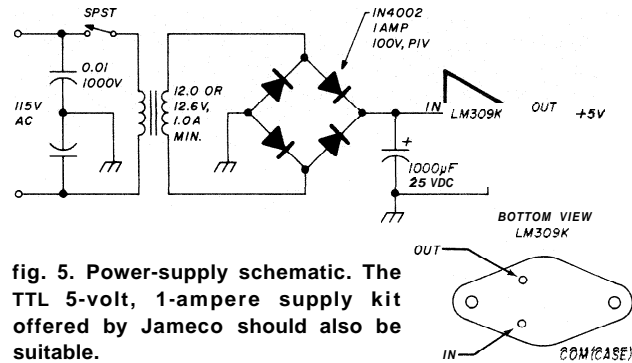 SPST
IN4002
1 AMP
100V, PIV
0.01
1000V
115V
AC
12.0 OR
12.6V,
1.0A
MIN.
IN
LM309K
OUT
+5V
+
1000µF
25 VDC
BOTTOM VIEW
LM309K
OUT
IN
COM(CASE)
fig. 5. Power-supply schematic. The
TTL 5-volt, 1-ampere supply kit
offered by Jameco should also be
suitable.